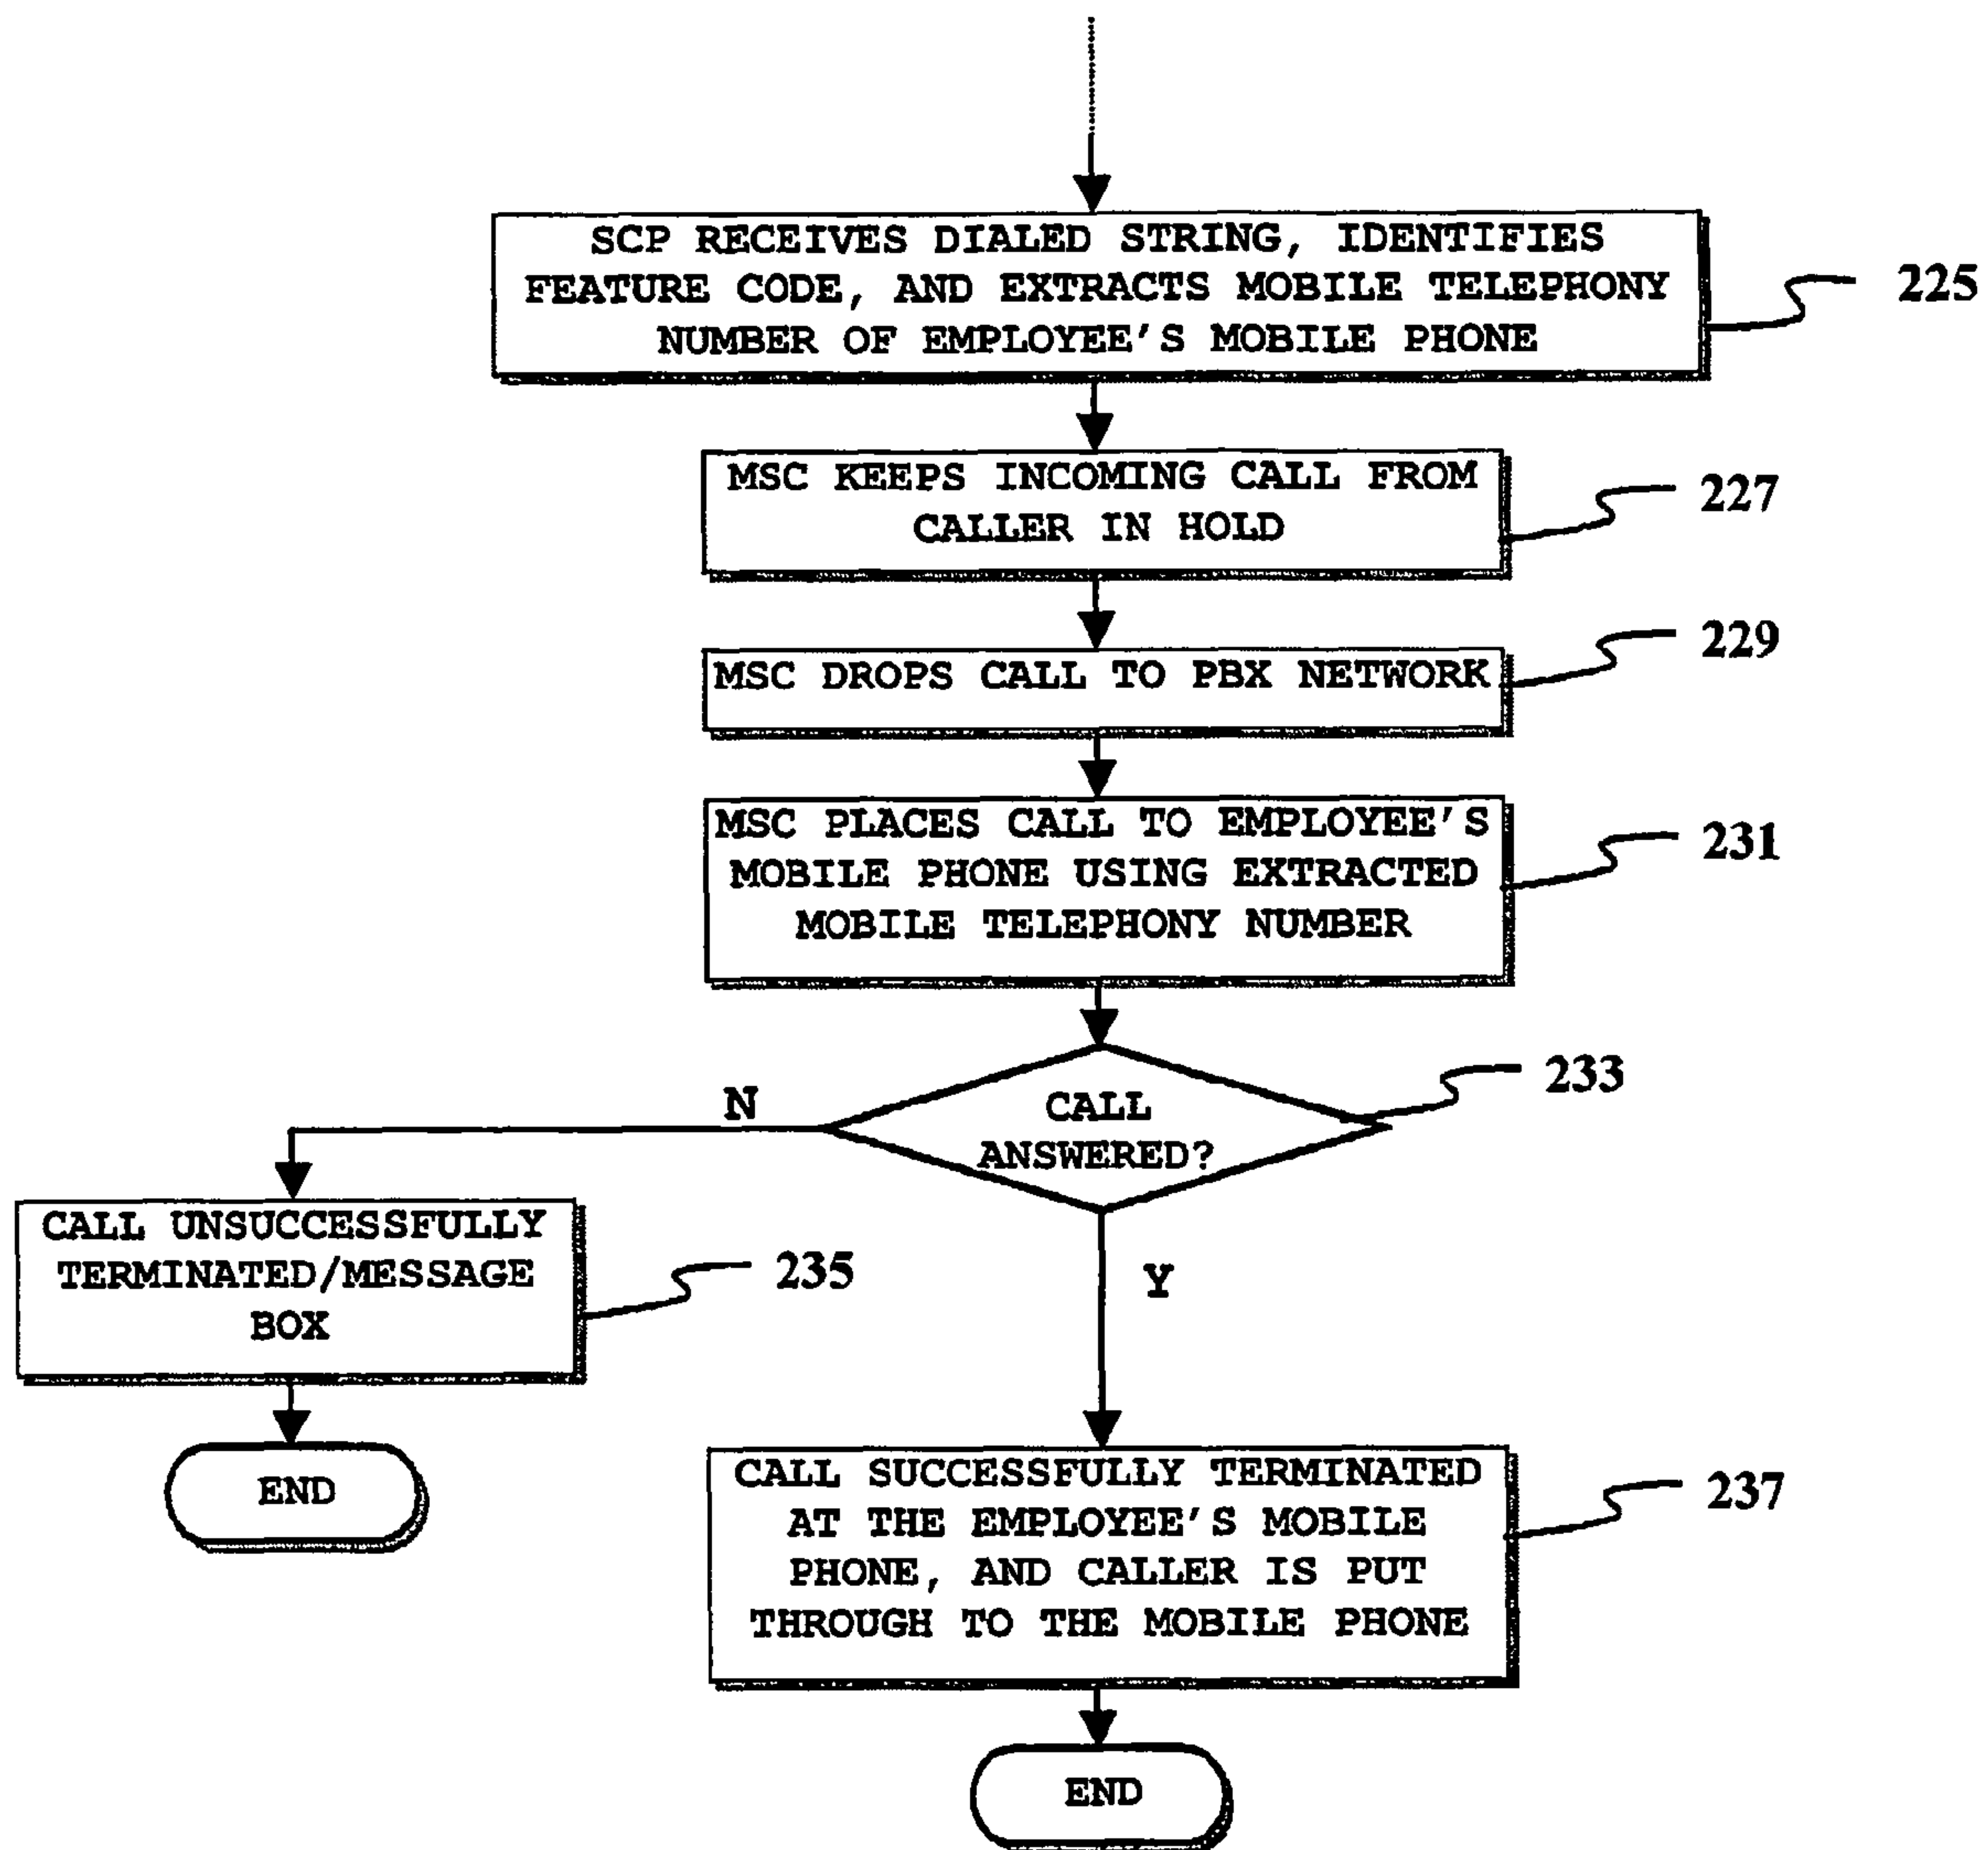 SCP RECEIVES DIALED STRING, IDENTIFIES
FEATURE CODE, AND EXTRACTS MOBILE TELEPHONY
NUMBER OF EMPLOYEE'S MOBILE PHONE
225
MSC KEEPS INCOMING CALL FROM
CALLER IN HOLD
227
MSC DROPS CALL TO PBX NETWORK
229
MSC PLACES CALL TO EMPLOYEE'S
MOBILE PHONE USING EXTRACTED
MOBILE TELEPHONY NUMBER
231
CALL
ANSWERED?
233
N
Y
CALL UNSUCCESSFULLY
TERMINATED/MESSAGE
BOX
235
END
CALL SUCCESSFULLY TERMINATED
AT THE EMPLOYEE'S MOBILE
PHONE, AND CALLER IS PUT
THROUGH TO THE MOBILE PHONE
237
END